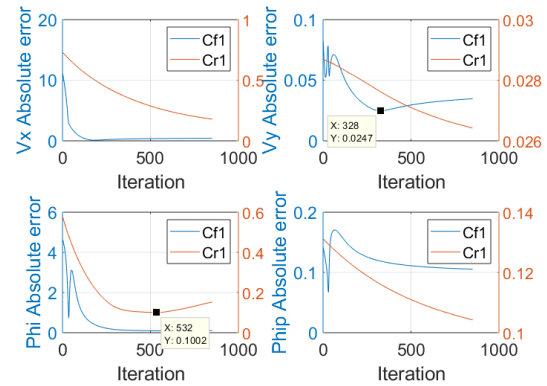 20
10
0
Vx Absolute error
1
0.5
0
Cf1
Cr1
0
500
1000
Iteration
0.1
0.05
0
Vy Absolute error
0.03
0.028
0.026
Cf1
Cr1
X: 328
Y: 0.0247
0
500
1000
Iteration
6
4
2
0
Phi Absolute error
0.6
0.4
0.2
0
Cf1
Cr1
X: 532
Y: 0.1002
0
500
1000
Iteration
0.2
0.1
0
Phip Absolute error
0.14
0.12
0.1
Cf1
Cr1
0
500
1000
Iteration